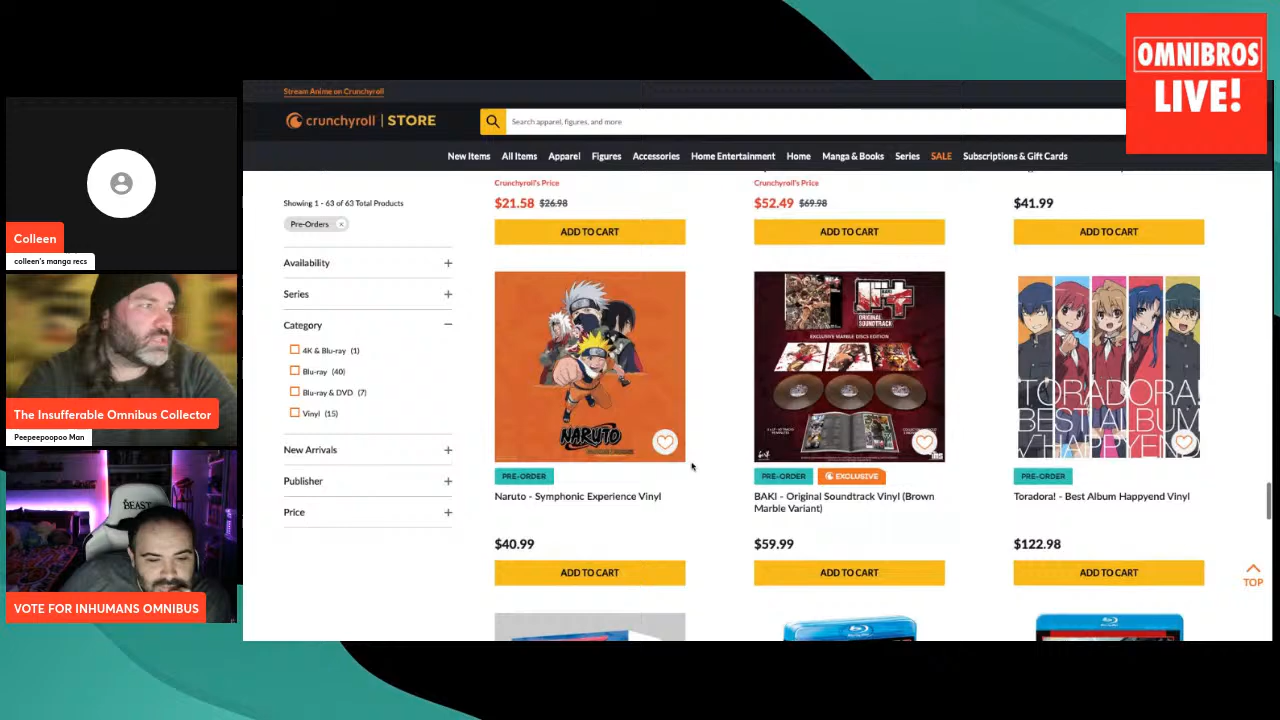 OMNIBROS
LIVE!
Stream Anime on Crunchyroll
crunchyroll | STORE
Search apparel, figures, and more
New Items
All Items
Apparel
Figures
Accessories
Home Entertainment
Home
Manga & Books
Series
SALE
Subscriptions & Gift Cards
Colleen
colleen's manga recs
The Insufferable Omnibus Collector
Peepeepoopoo Man
BEAST
VOTE FOR INHUMANS OMNIBUS
Showing 1 - 63 of 63 Total Products
Pre-Orders x
Availability +
Series +
Category −
4K & Blu-ray (1)
Blu-ray (40)
Blu-ray & DVD (7)
Vinyl (15)
New Arrivals +
Publisher +
Price +
Crunchyroll's Price
$21.58 $26.98
ADD TO CART
Crunchyroll's Price
$52.49 $69.98
ADD TO CART
$41.99
ADD TO CART
NARUTO
PRE-ORDER
Naruto - Symphonic Experience Vinyl
$40.99
ADD TO CART
ORIGINAL
SOUNDTRACK
EXCLUSIVE MARBLE DISCS EDITION
PRE-ORDER
EXCLUSIVE
BAKI - Original Soundtrack Vinyl (Brown
Marble Variant)
$59.99
ADD TO CART
TORADORA!
BEST ALBUM
HAPPYEND
PRE-ORDER
Toradora! - Best Album Happyend Vinyl
$122.98
ADD TO CART
TOP